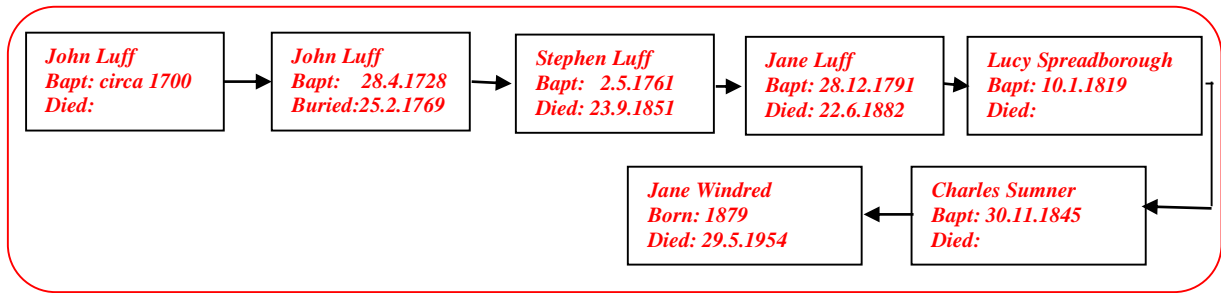 John Luff
Bapt: circa 1700
Died:
John Luff
Bapt: 28.4.1728
Buried:25.2.1769
Stephen Luff
Bapt: 2.5.1761
Died: 23.9.1851
Jane Luff
Bapt: 28.12.1791
Died: 22.6.1882
Lucy Spreadborough
Bapt: 10.1.1819
Died:
Jane Windred
Born: 1879
Died: 29.5.1954
Charles Sumner
Bapt: 30.11.1845
Died: